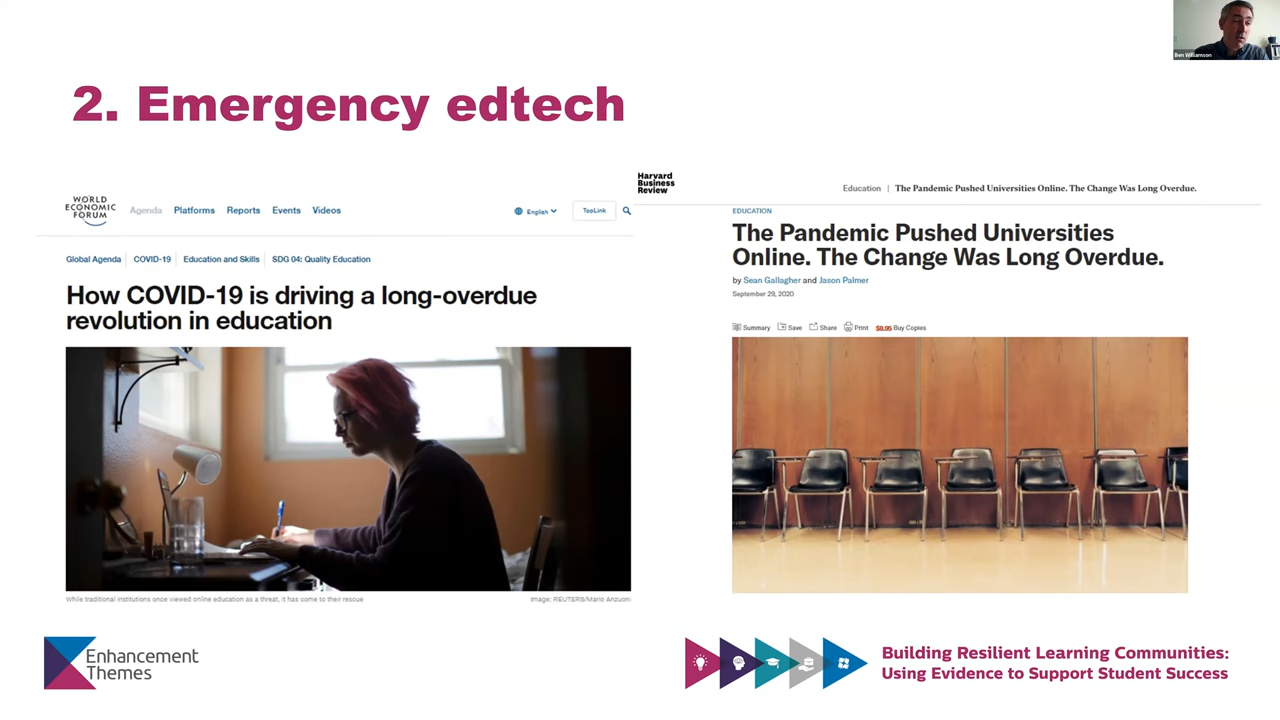 Ben Williamson
2. Emergency edtech
WORLD
ECONOMIC
FORUM
Agenda Platforms Reports Events Videos
English
TopLink
Global Agenda COVID-19 Education and Skills SDG 04: Quality Education
How COVID-19 is driving a long-overdue
revolution in education
While traditional institutions once viewed online education as a threat, it has come to their rescue
Image: REUTERS/Mario Anzuoni
Harvard
Business
Review
Education | The Pandemic Pushed Universities Online. The Change Was Long Overdue.
EDUCATION
The Pandemic Pushed Universities
Online. The Change Was Long Overdue.
by Sean Gallagher and Jason Palmer
September 29, 2020
Summary Save Share Print $8.95 Buy Copies
Enhancement
Themes
Building Resilient Learning Communities:
Using Evidence to Support Student Success